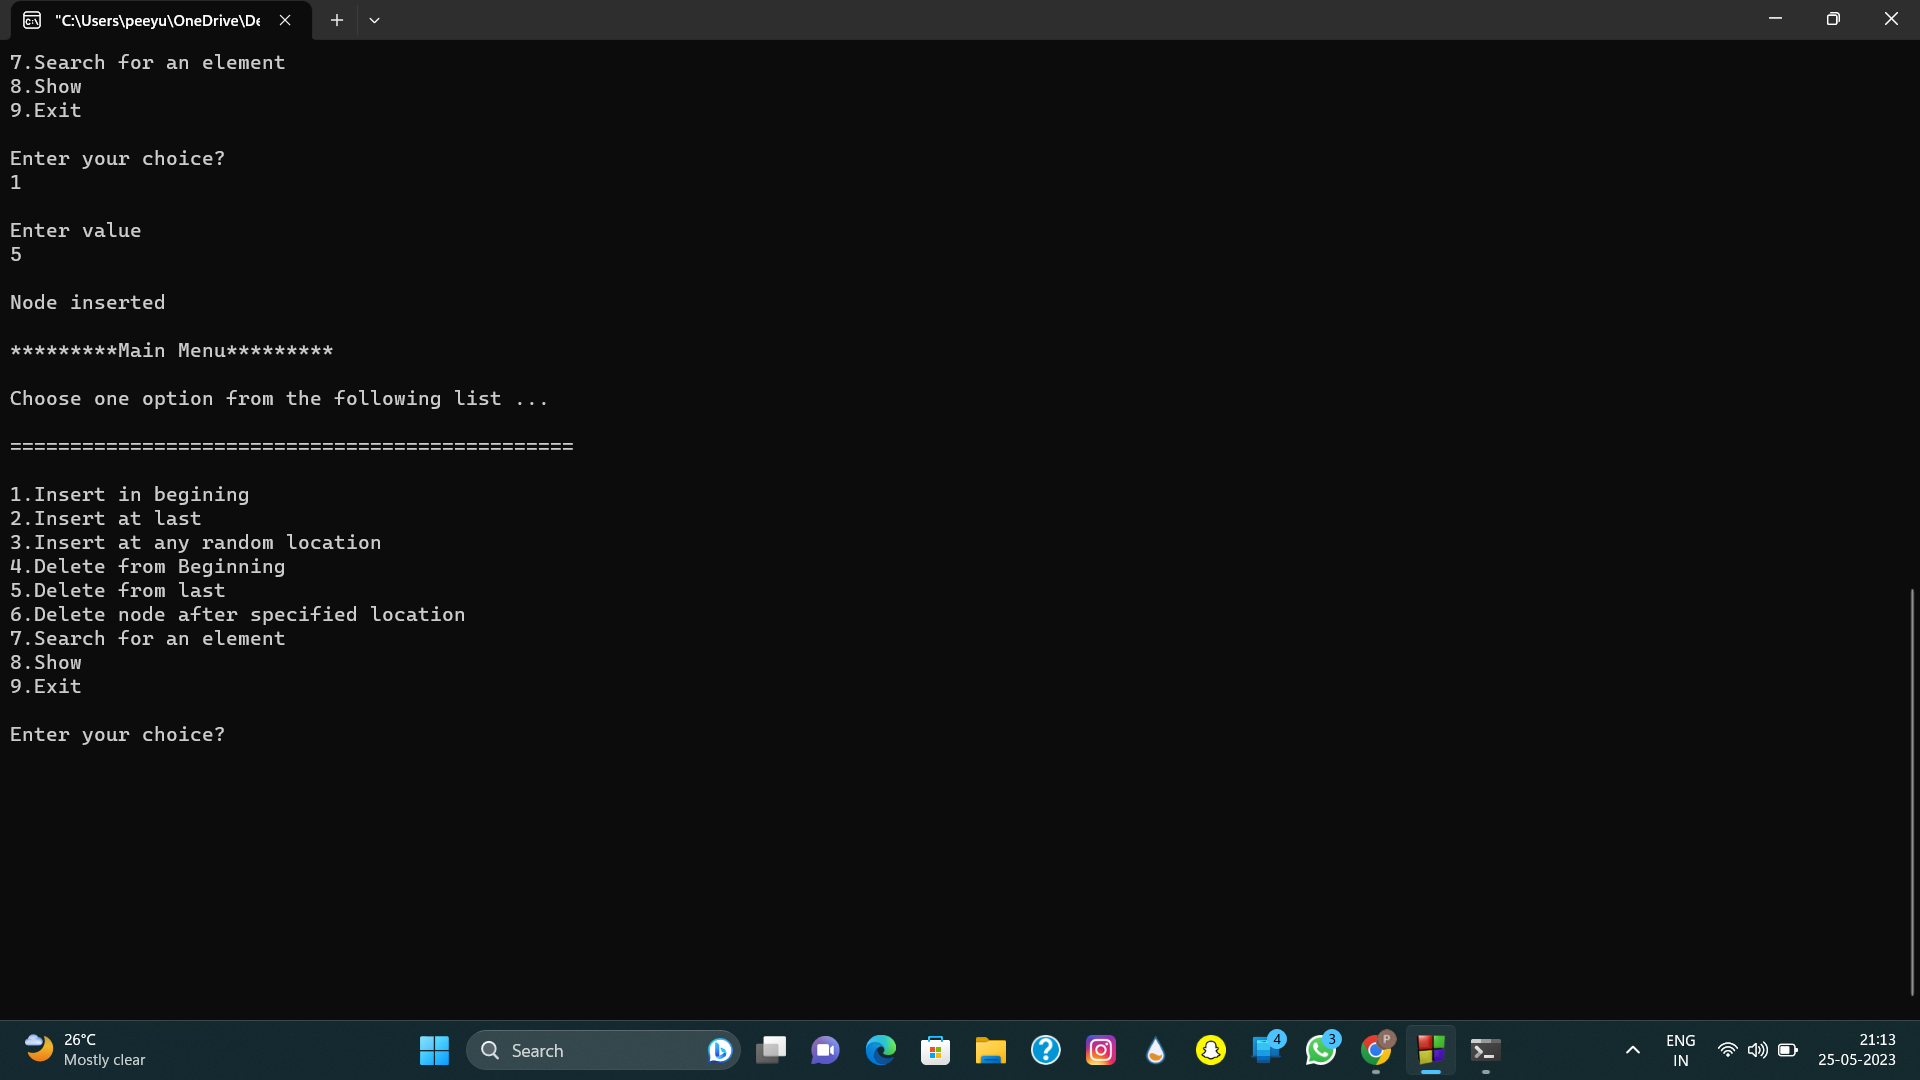 "C:\Users\peeyu\OneDrive\De
7.Search for an element
8.Show
9.Exit
Enter your choice?
1
Enter value
5
Node inserted
*********Main Menu*********
Choose one option from the following list ...
===============================================
1.Insert in begining
2.Insert at last
3.Insert at any random location
4.Delete from Beginning
5.Delete from last
6.Delete node after specified location
7.Search for an element
8.Show
9.Exit
Enter your choice?
26°C
Mostly clear
Search
4
3
P
ENG
IN
21:13
25-05-2023